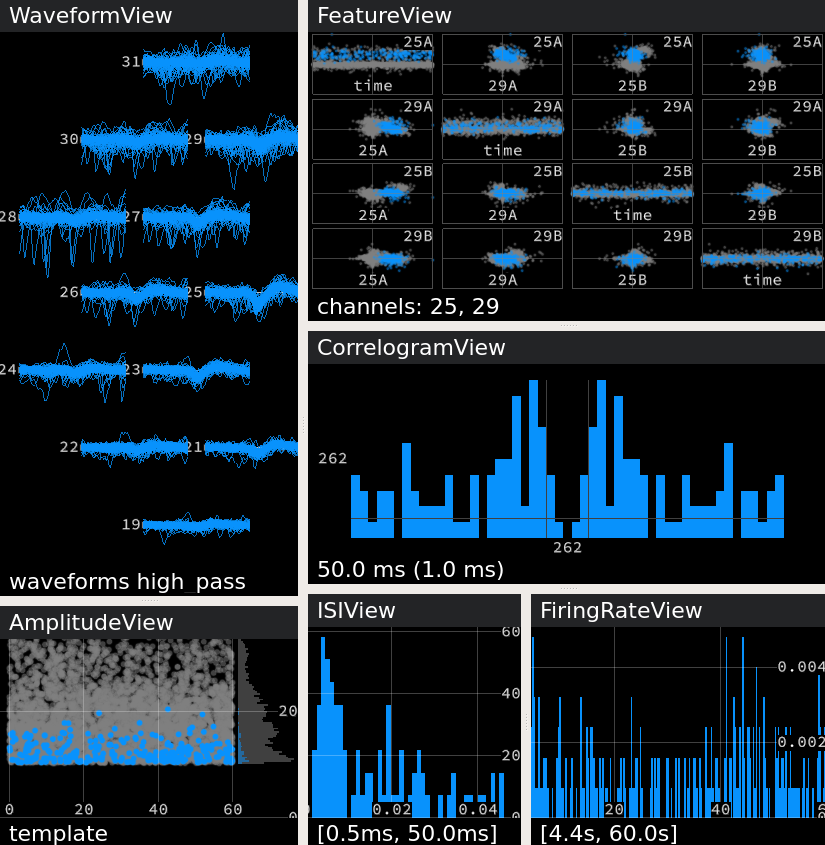 WaveformView
31
30 29
28 27
26 25
24 23
22 21
19
waveforms high_pass
FeatureView
25A 25A 25A 25A
time 29A 25B 29B
29A 29A 29A 29A
25A time 25B 29B
25B 25B 25B 25B
25A 29A time 29B
29B 29B 29B 29B
25A 29A 25B time
channels: 25, 29
CorrelogramView
262
262
50.0 ms (1.0 ms)
AmplitudeView
20
0 20 40 60
0
template
ISIView
60
40
20
0.02 0.04 0
[0.5ms, 50.0ms]
FiringRateView
0.004
0.002
20 40 6
[4.4s, 60.0s]